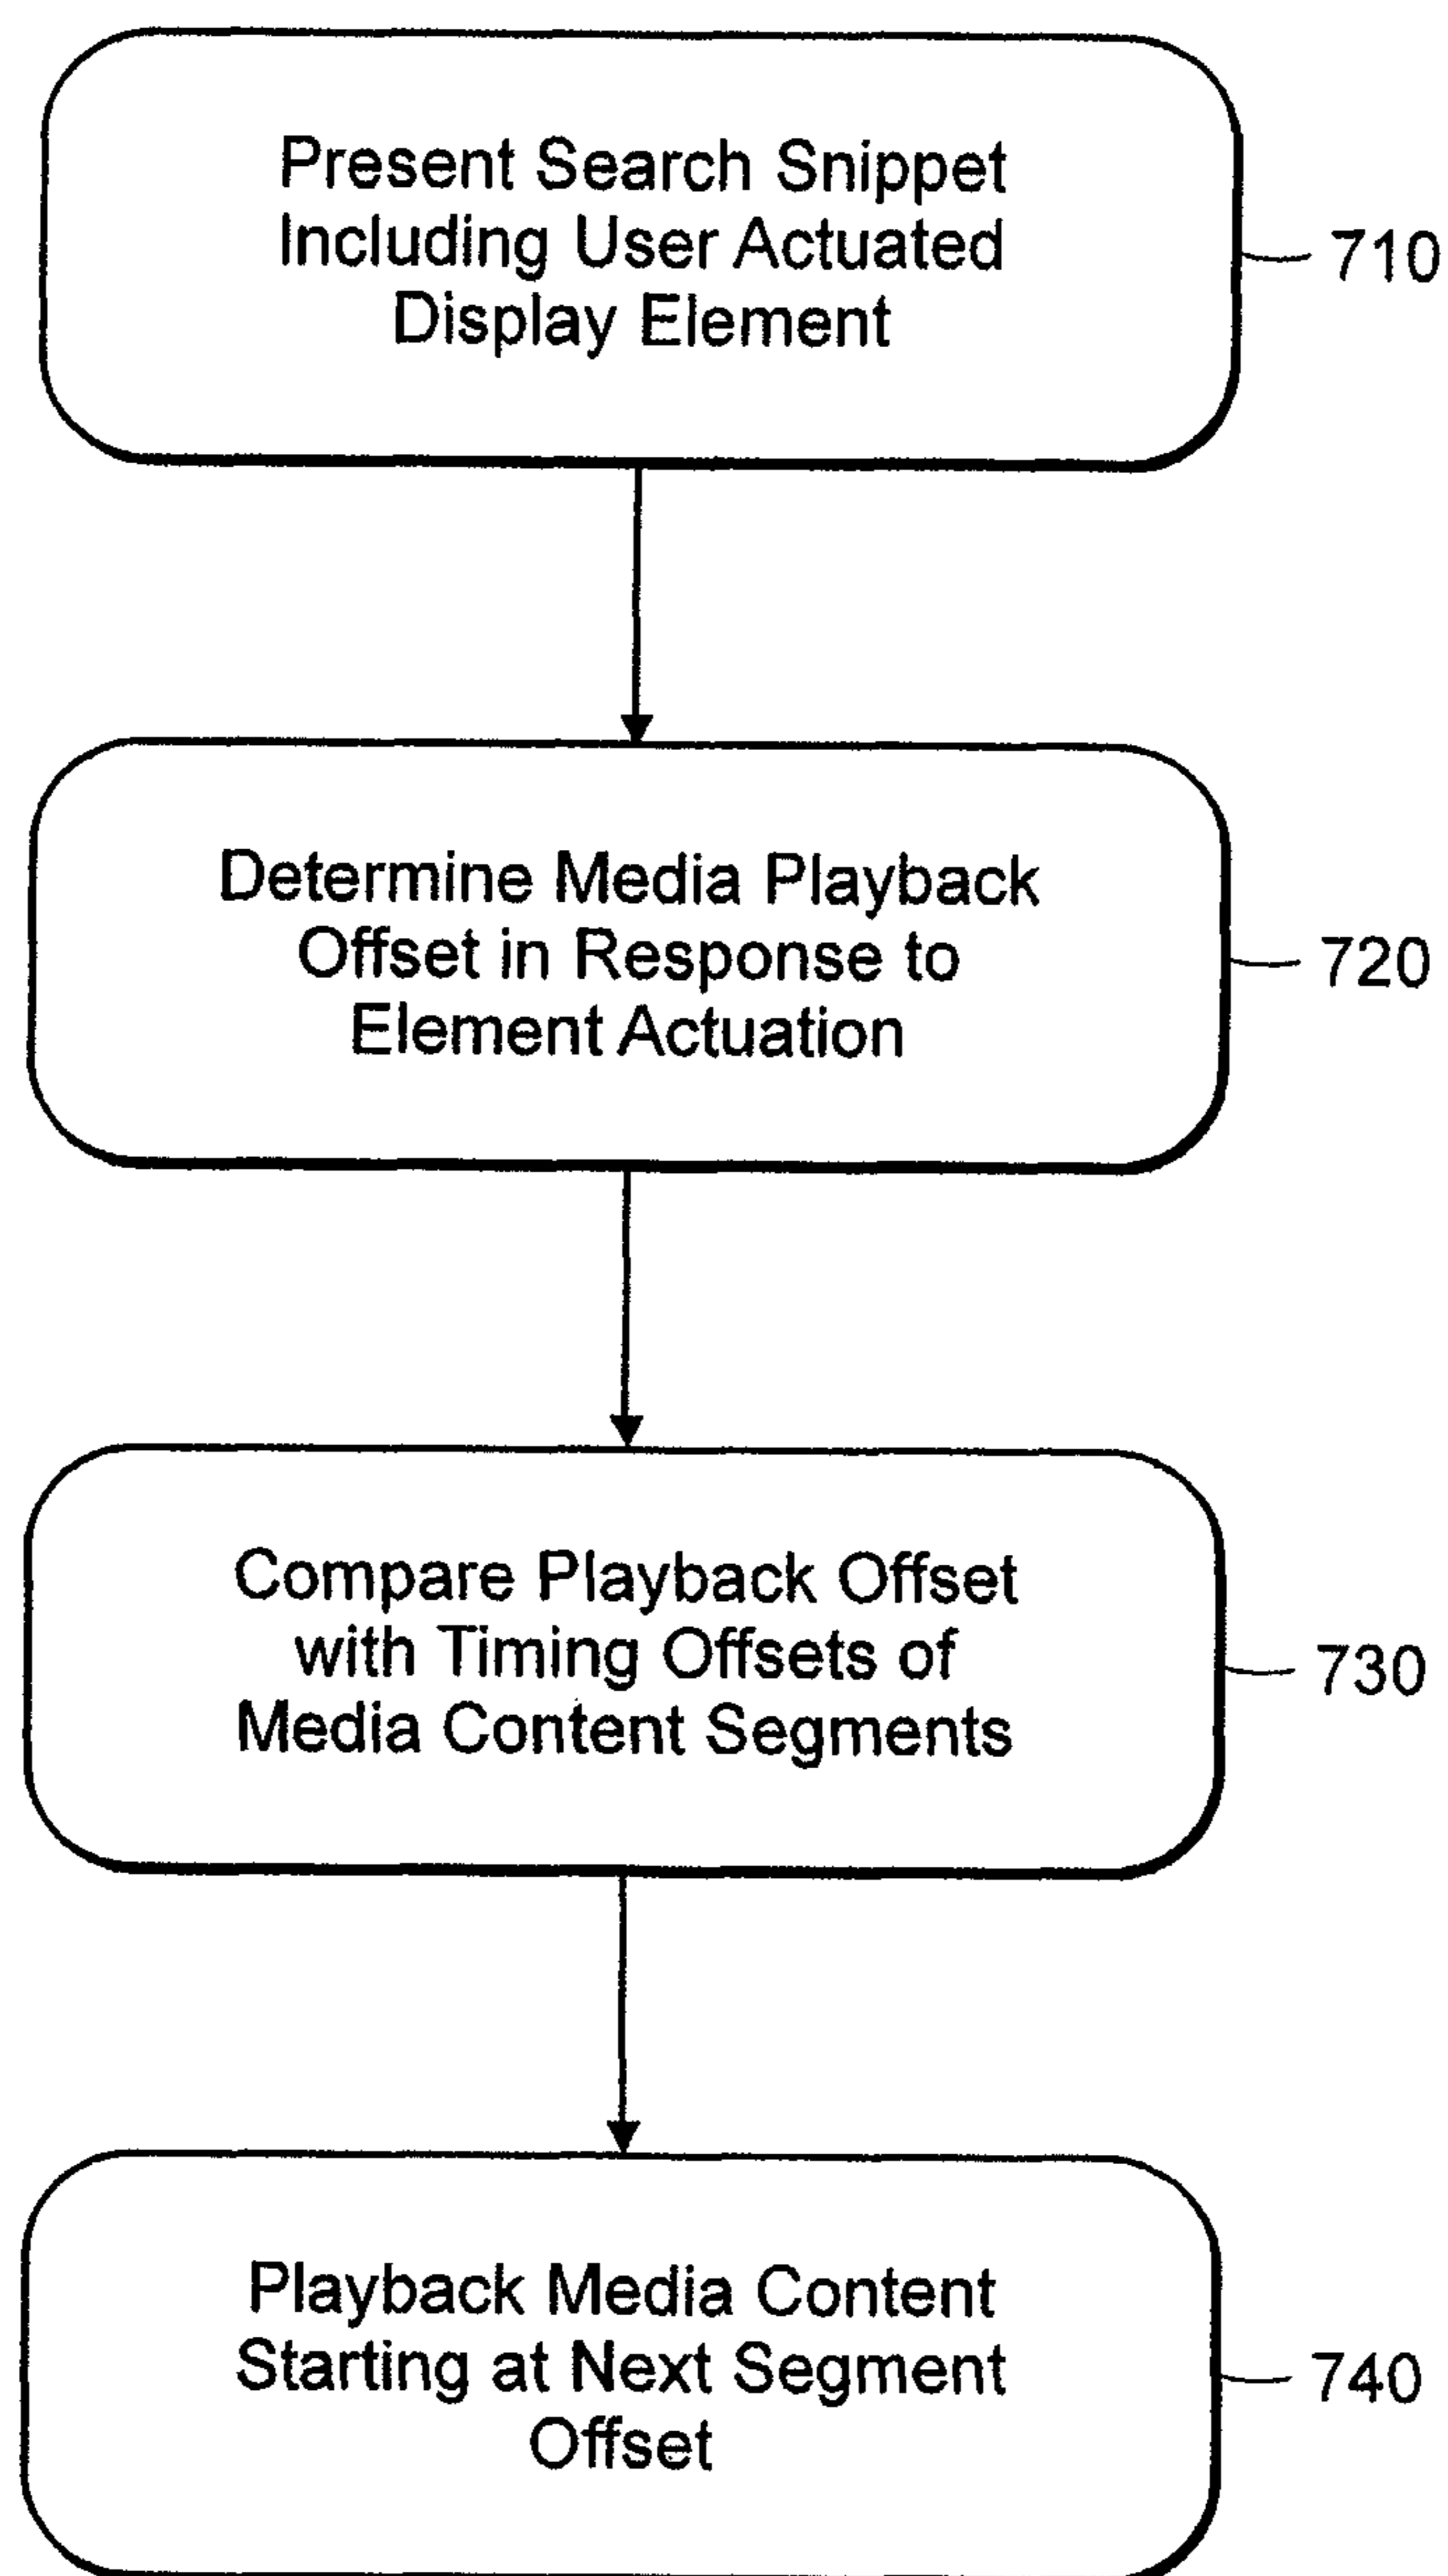 Present Search Snippet
Including User Actuated
Display Element
710
Determine Media Playback
Offset in Response to
Element Actuation
720
Compare Playback Offset
with Timing Offsets of
Media Content Segments
730
Playback Media Content
Starting at Next Segment
Offset
740